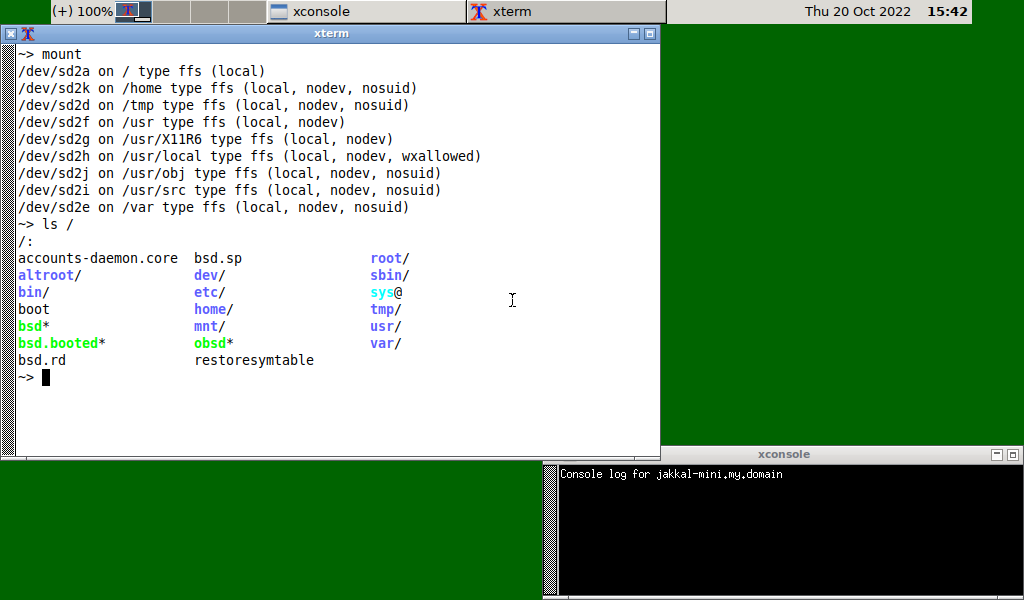 (+) 100% xconsole xterm Thu 20 Oct 2022 15:42
xterm
~> mount
/dev/sd2a on / type ffs (local)
/dev/sd2k on /home type ffs (local, nodev, nosuid)
/dev/sd2d on /tmp type ffs (local, nodev, nosuid)
/dev/sd2f on /usr type ffs (local, nodev)
/dev/sd2g on /usr/X11R6 type ffs (local, nodev)
/dev/sd2h on /usr/local type ffs (local, nodev, wxallowed)
/dev/sd2j on /usr/obj type ffs (local, nodev, nosuid)
/dev/sd2i on /usr/src type ffs (local, nodev, nosuid)
/dev/sd2e on /var type ffs (local, nodev, nosuid)
~> ls /
/:
accounts-daemon.core bsd.sp root/
altroot/ dev/ sbin/
bin/ etc/ sys@
boot home/ tmp/
bsd* mnt/ usr/
bsd.booted* obsd* var/
bsd.rd restoresymtable
~>
xconsole
Console log for jakkal-mini.my.domain